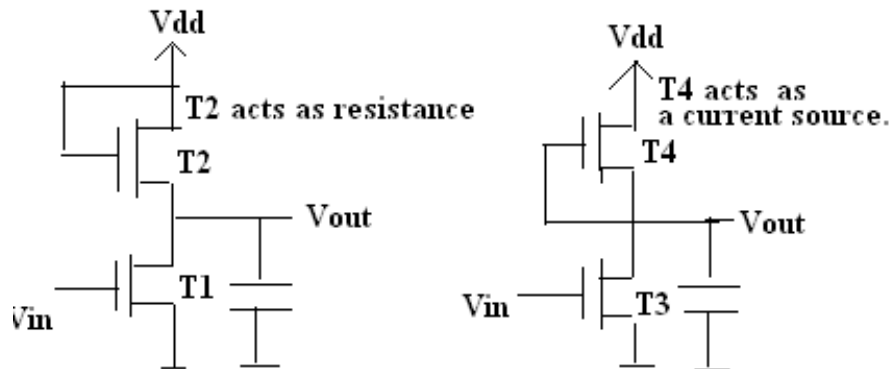 Vdd
T2 acts as resistance
T2
Vout
T1
Vin
Vdd
T4 acts as
a current source.
T4
Vout
Vin
T3